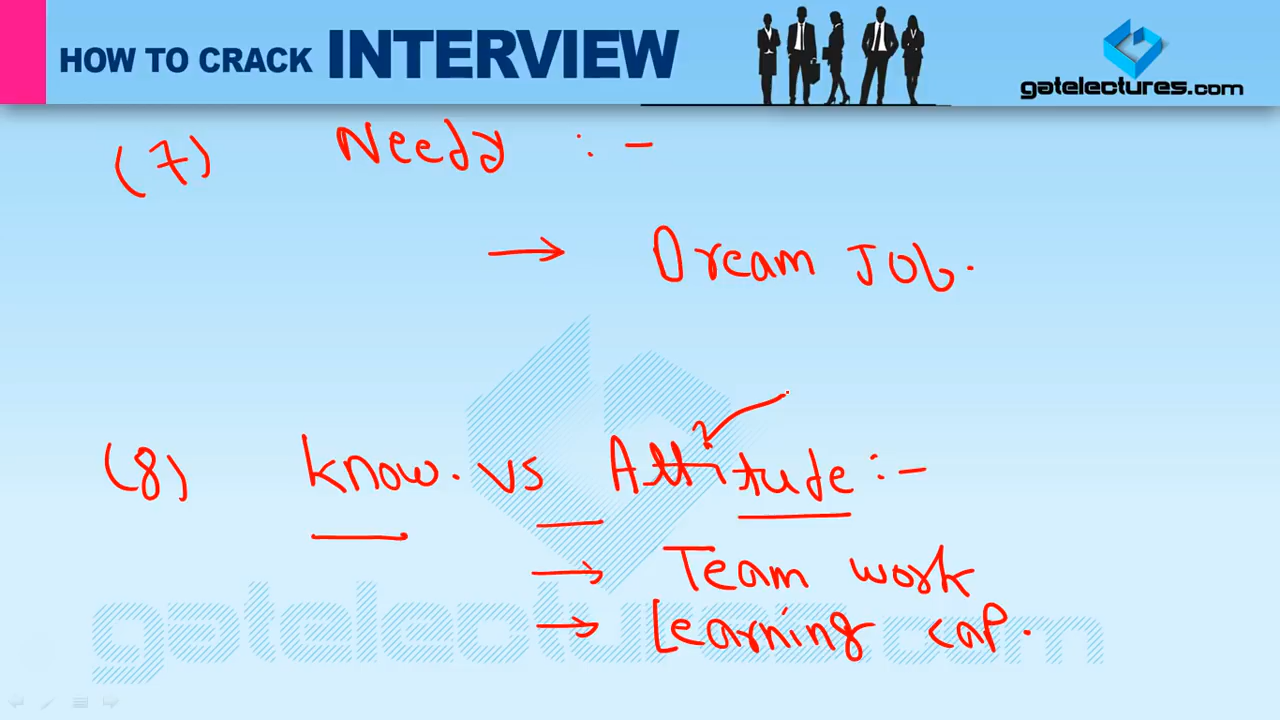 HOW TO CRACK INTERVIEW
gatelectures.com
(7) Needy :-
→ Dream Job.
(8) know. vs Attitude :-
→ Team work
→ Learning cap.
gatelectures.com